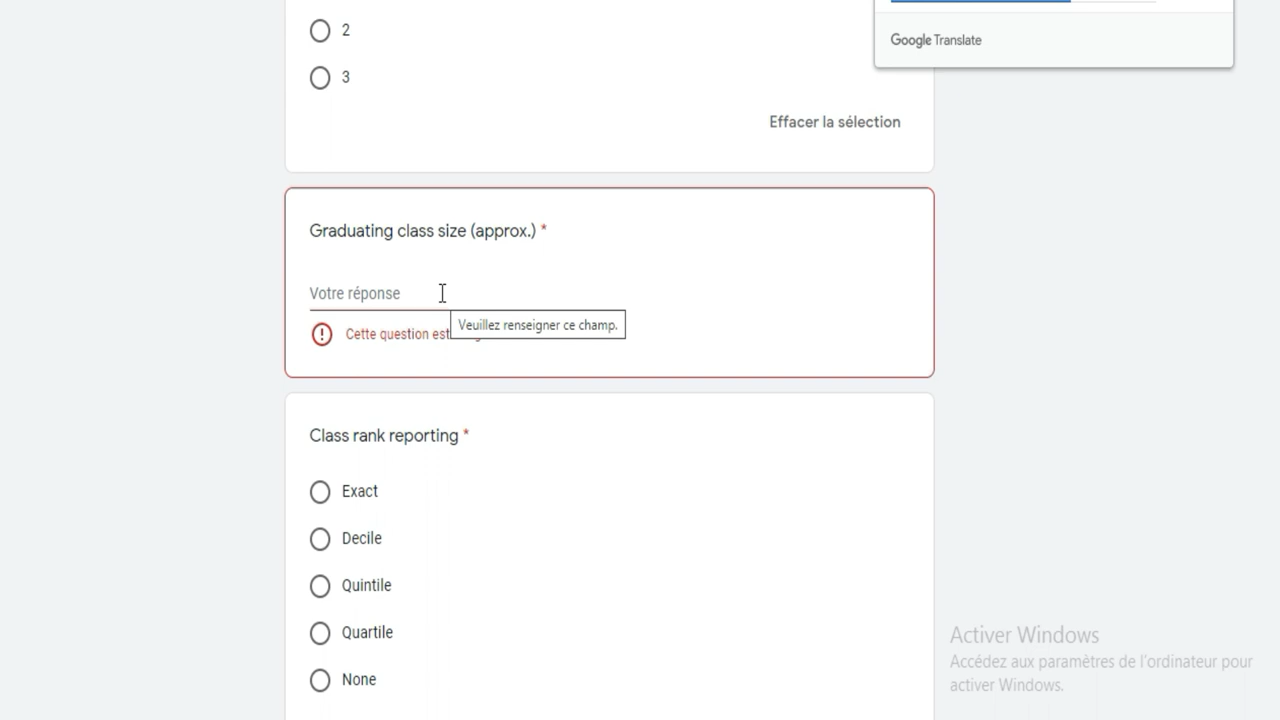 2
Google Translate
3
Effacer la sélection
Graduating class size (approx.) *
Votre réponse
Veuillez renseigner ce champ.
Cette question est
Class rank reporting *
Exact
Decile
Quintile
Quartile
None
Activer Windows
Accédez aux paramètres de l'ordinateur pour
activer Windows.